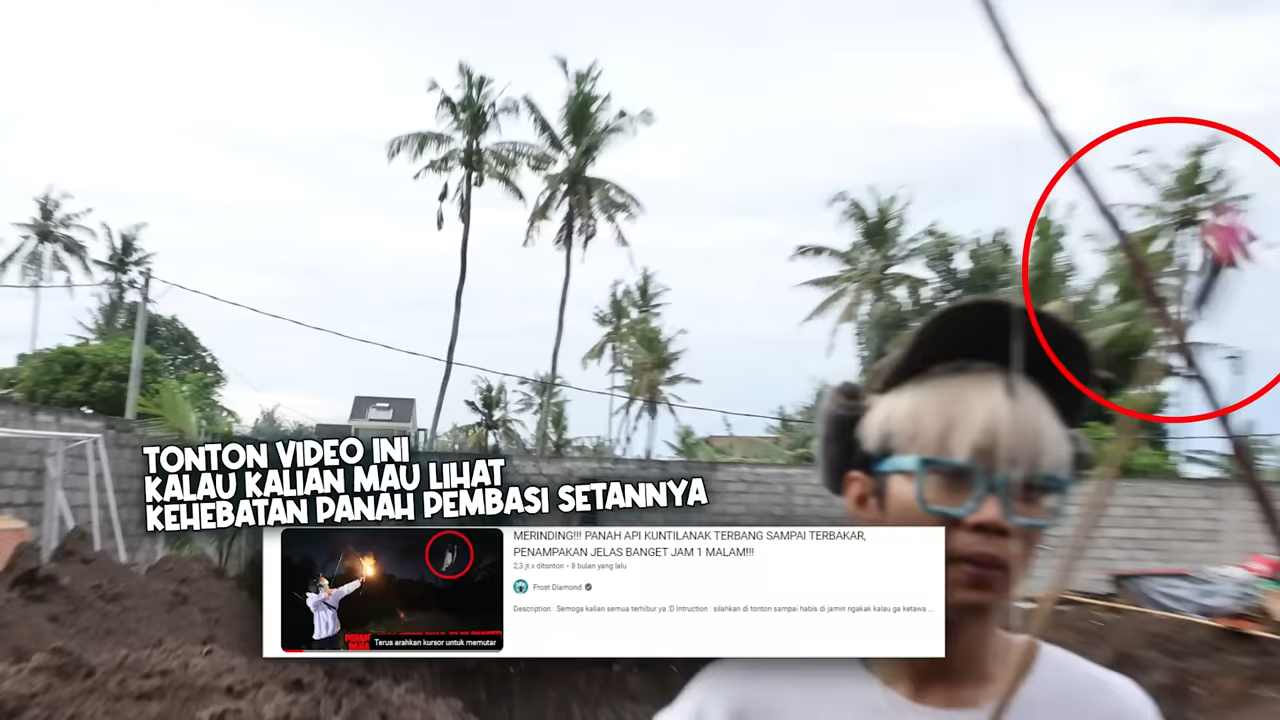 TONTON VIDEO INI
KALAU KALIAN MAU LIHAT
KEHEBATAN PANAH PEMBASI SETANNYA
MERINDING!!! PANAH API KUNTILANAK TERBANG SAMPAI TERBAKAR,
PENAMPAKAN JELAS BANGET JAM 1 MALAM!!!
2,3 jt x ditonton • 8 bulan yang lalu
Frost Diamond
Description : Semoga kalian semua terhibur ya :D Intruction : silahkan di tonton sampai habis di jamin ngakak kalau ga ketawa ...
Terus arahkan kursor untuk memutar